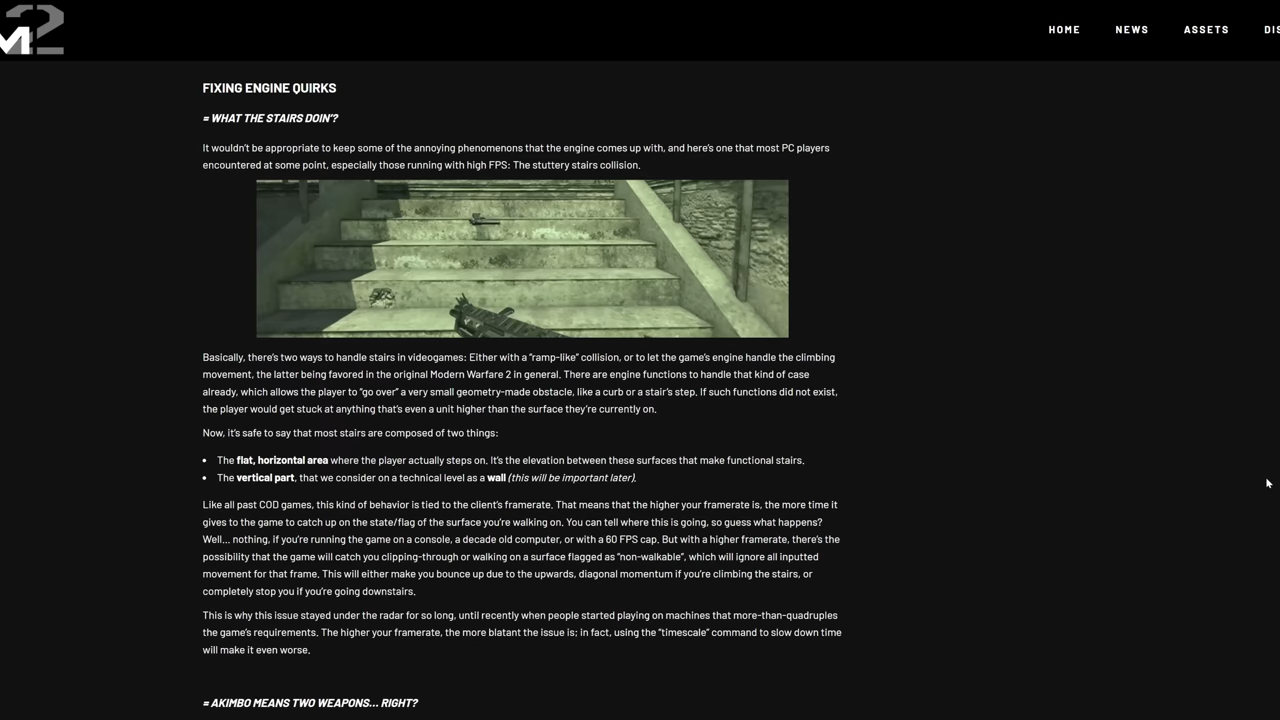 M2
HOME NEWS ASSETS
FIXING ENGINE QUIRKS
= WHAT THE STAIRS DOIN'?
It wouldn't be appropriate to keep some of the annoying phenomenons that the engine comes up with, and here's one that most PC players
encountered at some point, especially those running with high FPS: The stuttery stairs collision.
Basically, there's two ways to handle stairs in videogames: Either with a "ramp-like" collision, or to let the game's engine handle the climbing
movement, the latter being favored in the original Modern Warfare 2 in general. There are engine functions to handle that kind of case
already, which allows the player to "go over" a very small geometry-made obstacle, like a curb or a stair's step. If such functions did not exist,
the player would get stuck at anything that's even a unit higher than the surface they're currently on.
Now, it's safe to say that most stairs are composed of two things:
• The flat, horizontal area where the player actually steps on. It's the elevation between these surfaces that make functional stairs.
• The vertical part, that we consider on a technical level as a wall (this will be important later).
Like all past COD games, this kind of behavior is tied to the client's framerate. That means that the higher your framerate is, the more time it
gives to the game to catch up on the state/flag of the surface you're walking on. You can tell where this is going, so guess what happens?
Well... nothing, if you're running the game on a console, a decade old computer, or with a 60 FPS cap. But with a higher framerate, there's the
possibility that the game will catch you clipping-through or walking on a surface flagged as "non-walkable", which will ignore all inputted
movement for that frame. This will either make you bounce up due to the upwards, diagonal momentum if you're climbing the stairs, or
completely stop you if you're going downstairs.
This is why this issue stayed under the radar for so long, until recently when people started playing on machines that more-than-quadruples
the game's requirements. The higher your framerate, the more blatant the issue is; in fact, using the "timescale" command to slow down time
will make it even worse.
= AKIMBO MEANS TWO WEAPONS... RIGHT?